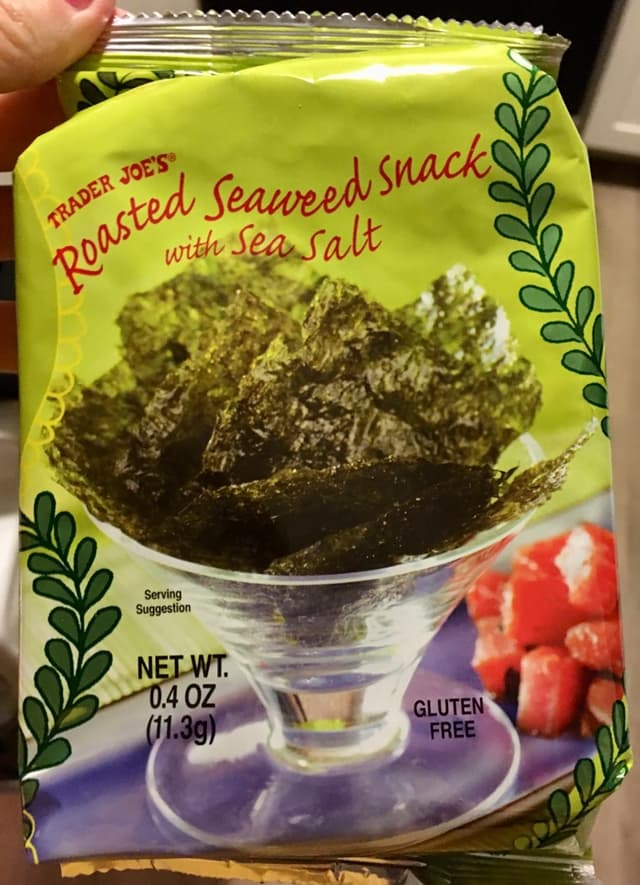 TRADER JOE'S®
Roasted Seaweed Snack
with Sea Salt
Serving
Suggestion
NET WT.
0.4 OZ
(11.3g)
GLUTEN
FREE